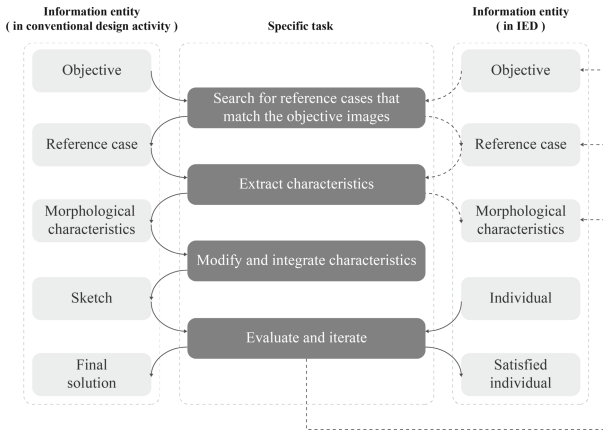 Information entity
( in conventional design activity )
Specific task
Information entity
( in IED )
Objective
Search for reference cases that
match the objective images
Objective
Reference case
Extract characteristics
Reference case
Morphological
characteristics
Modify and integrate characteristics
Morphological
characteristics
Sketch
Evaluate and iterate
Individual
Final
solution
Satisfied
individual